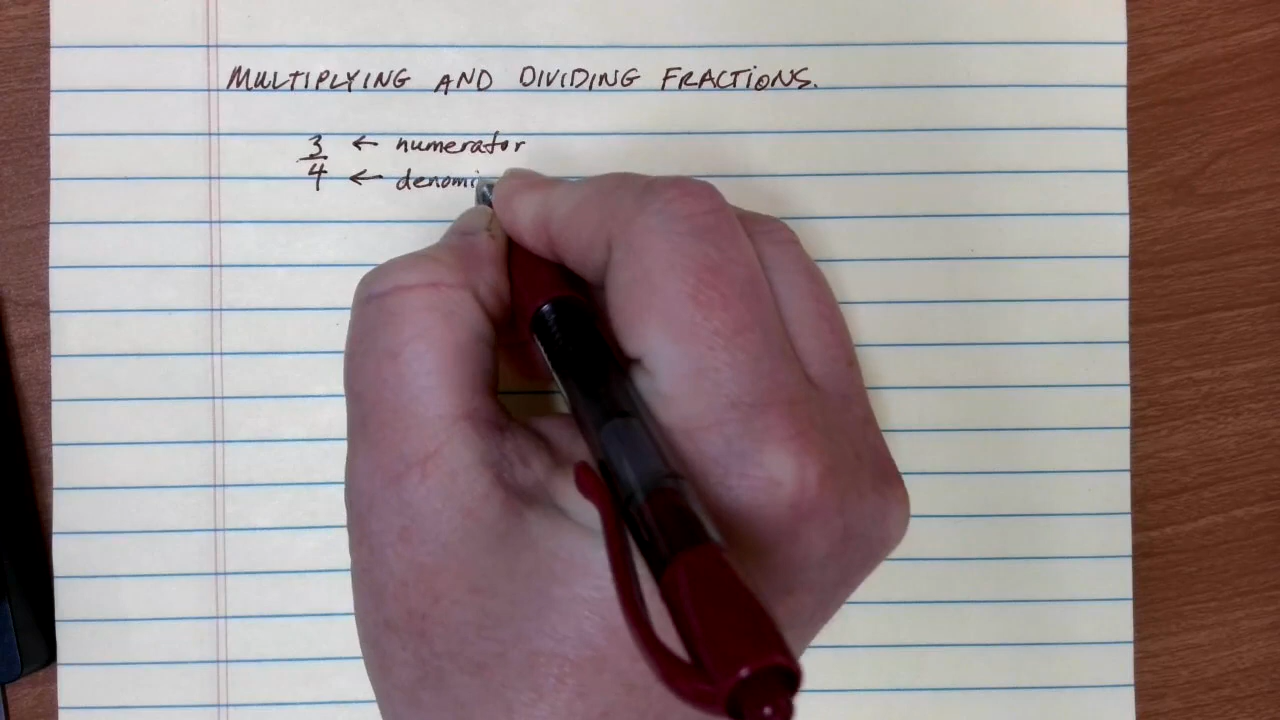 MULTIPLYING AND DIVIDING FRACTIONS.
3 ← numerator
4 ← denomi